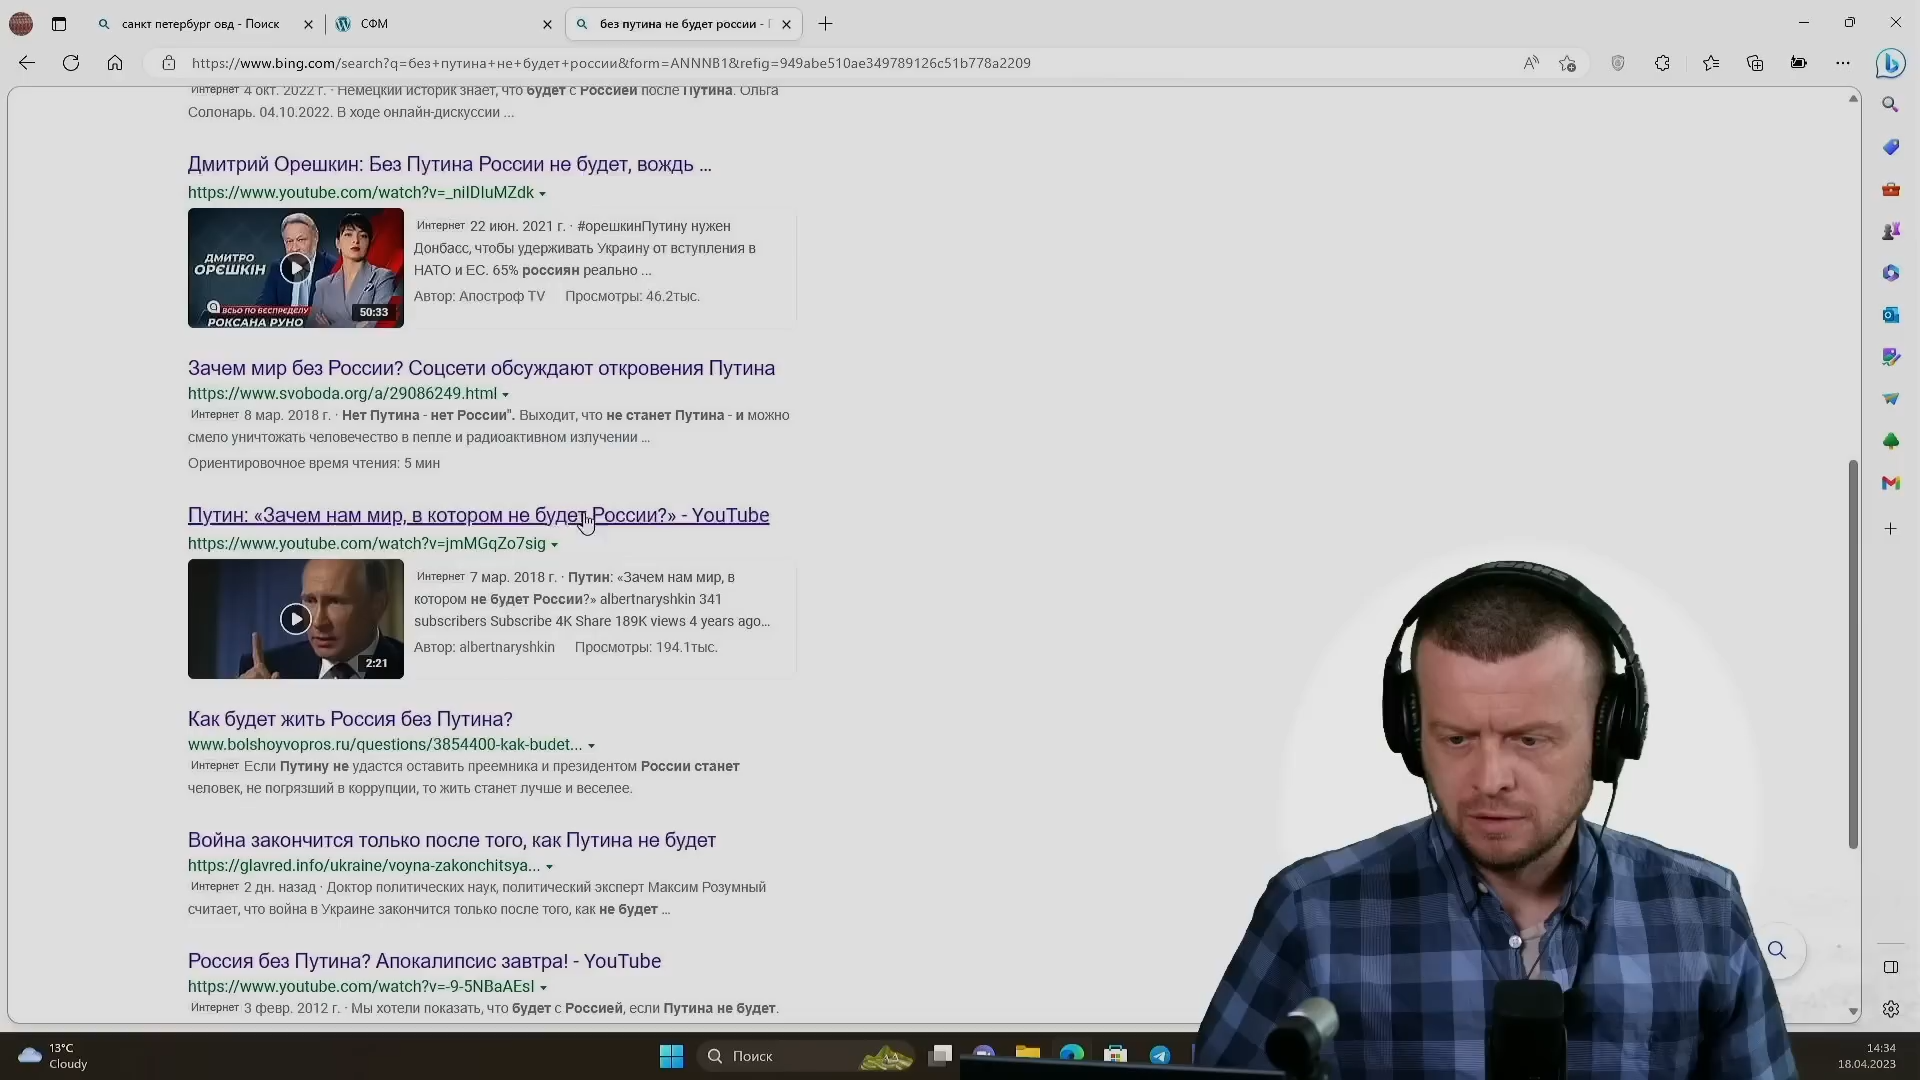 санкт петербург овд - Поиск
СФМ
без путина не будет россии -
https://www.bing.com/search?q=без+путина+не+будет+россии&form=ANNNB1&refig=949abe510ae349789126c51b778a2209
Интернет 4 окт. 2022 г. · Немецкий историк знает, что будет с Россией после Путина. Ольга
Солонарь. 04.10.2022. В ходе онлайн-дискуссии ...
Дмитрий Орешкин: Без Путина России не будет, вождь ...
https://www.youtube.com/watch?v=_niIDIuMZdk
ДМИТРО
ОРЄШКІН
ВСЬО ПО БЄСПРЄДЄЛУ
РОКСАНА РУНО
50:33
Интернет 22 июн. 2021 г. · #орешкинПутину нужен
Донбасс, чтобы удерживать Украину от вступления в
НАТО и ЕС. 65% россиян реально ...
Автор: Апостроф TV Просмотры: 46.2тыс.
Зачем мир без России? Соцсети обсуждают откровения Путина
https://www.svoboda.org/a/29086249.html
Интернет 8 мар. 2018 г. · Нет Путина - нет России". Выходит, что не станет Путина - и можно
смело уничтожать человечество в пепле и радиоактивном излучении ...
Ориентировочное время чтения: 5 мин
Путин: «Зачем нам мир, в котором не будет России?» - YouTube
https://www.youtube.com/watch?v=jmMGqZo7sig
2:21
Интернет 7 мар. 2018 г. · Путин: «Зачем нам мир, в
котором не будет России?» albertnaryshkin 341
subscribers Subscribe 4K Share 189K views 4 years ago...
Автор: albertnaryshkin Просмотры: 194.1тыс.
Как будет жить Россия без Путина?
www.bolshoyvopros.ru/questions/3854400-kak-budet...
Интернет Если Путину не удастся оставить преемника и президентом России станет
человек, не погрязший в коррупции, то жить станет лучше и веселее.
Война закончится только после того, как Путина не будет
https://glavred.info/ukraine/voyna-zakonchitsya...
Интернет 2 дн. назад · Доктор политических наук, политический эксперт Максим Розумный
считает, что война в Украине закончится только после того, как не будет ...
Россия без Путина? Апокалипсис завтра! - YouTube
https://www.youtube.com/watch?v=-9-5NBaAEsI
Интернет 3 февр. 2012 г. · Мы хотели показать, что будет с Россией, если Путина не будет.
13°C
Cloudy
Поиск
14:34
18.04.2023